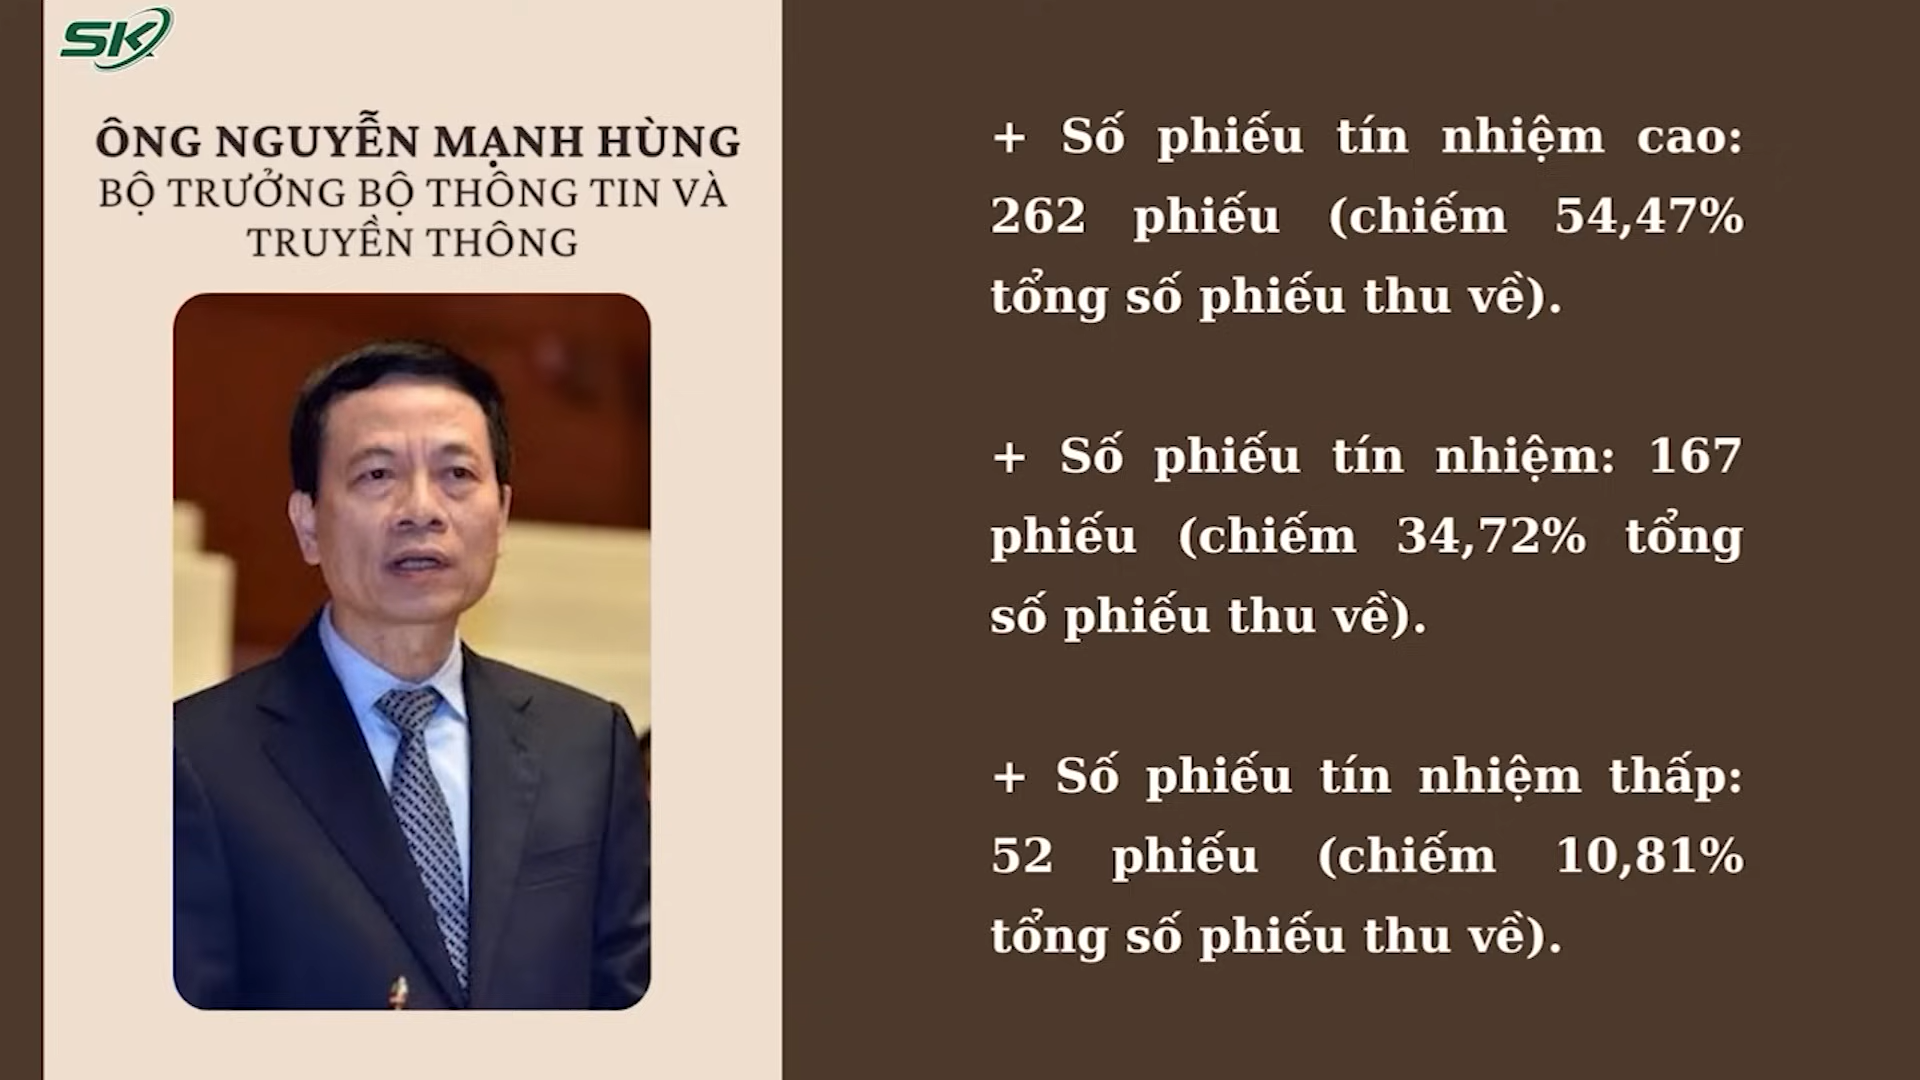 SK
ÔNG NGUYỄN MẠNH HÙNG
BỘ TRƯỞNG BỘ THÔNG TIN VÀ
TRUYỀN THÔNG
+ Số phiếu tín nhiệm cao:
262 phiếu (chiếm 54,47%
tổng số phiếu thu về).
+ Số phiếu tín nhiệm: 167
phiếu (chiếm 34,72% tổng
số phiếu thu về).
+ Số phiếu tín nhiệm thấp:
52 phiếu (chiếm 10,81%
tổng số phiếu thu về).